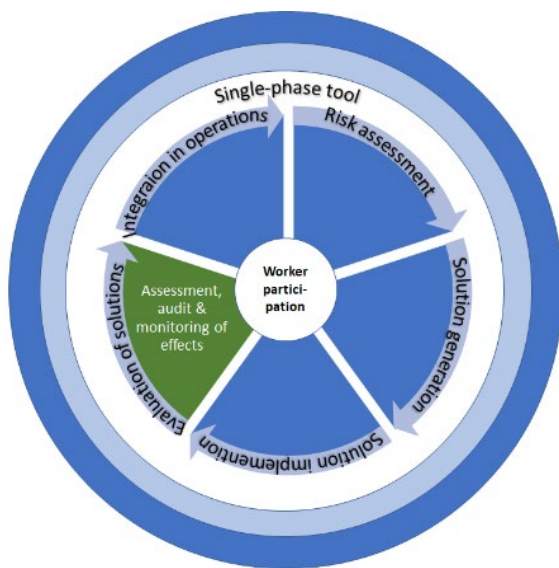 Single-phase tool
Risk assessment
Solution generation
Solution implemention
Evaluation of solutions
Integraion in operations
Worker
partici-
pation
Assessment,
audit &
monitoring of
effects